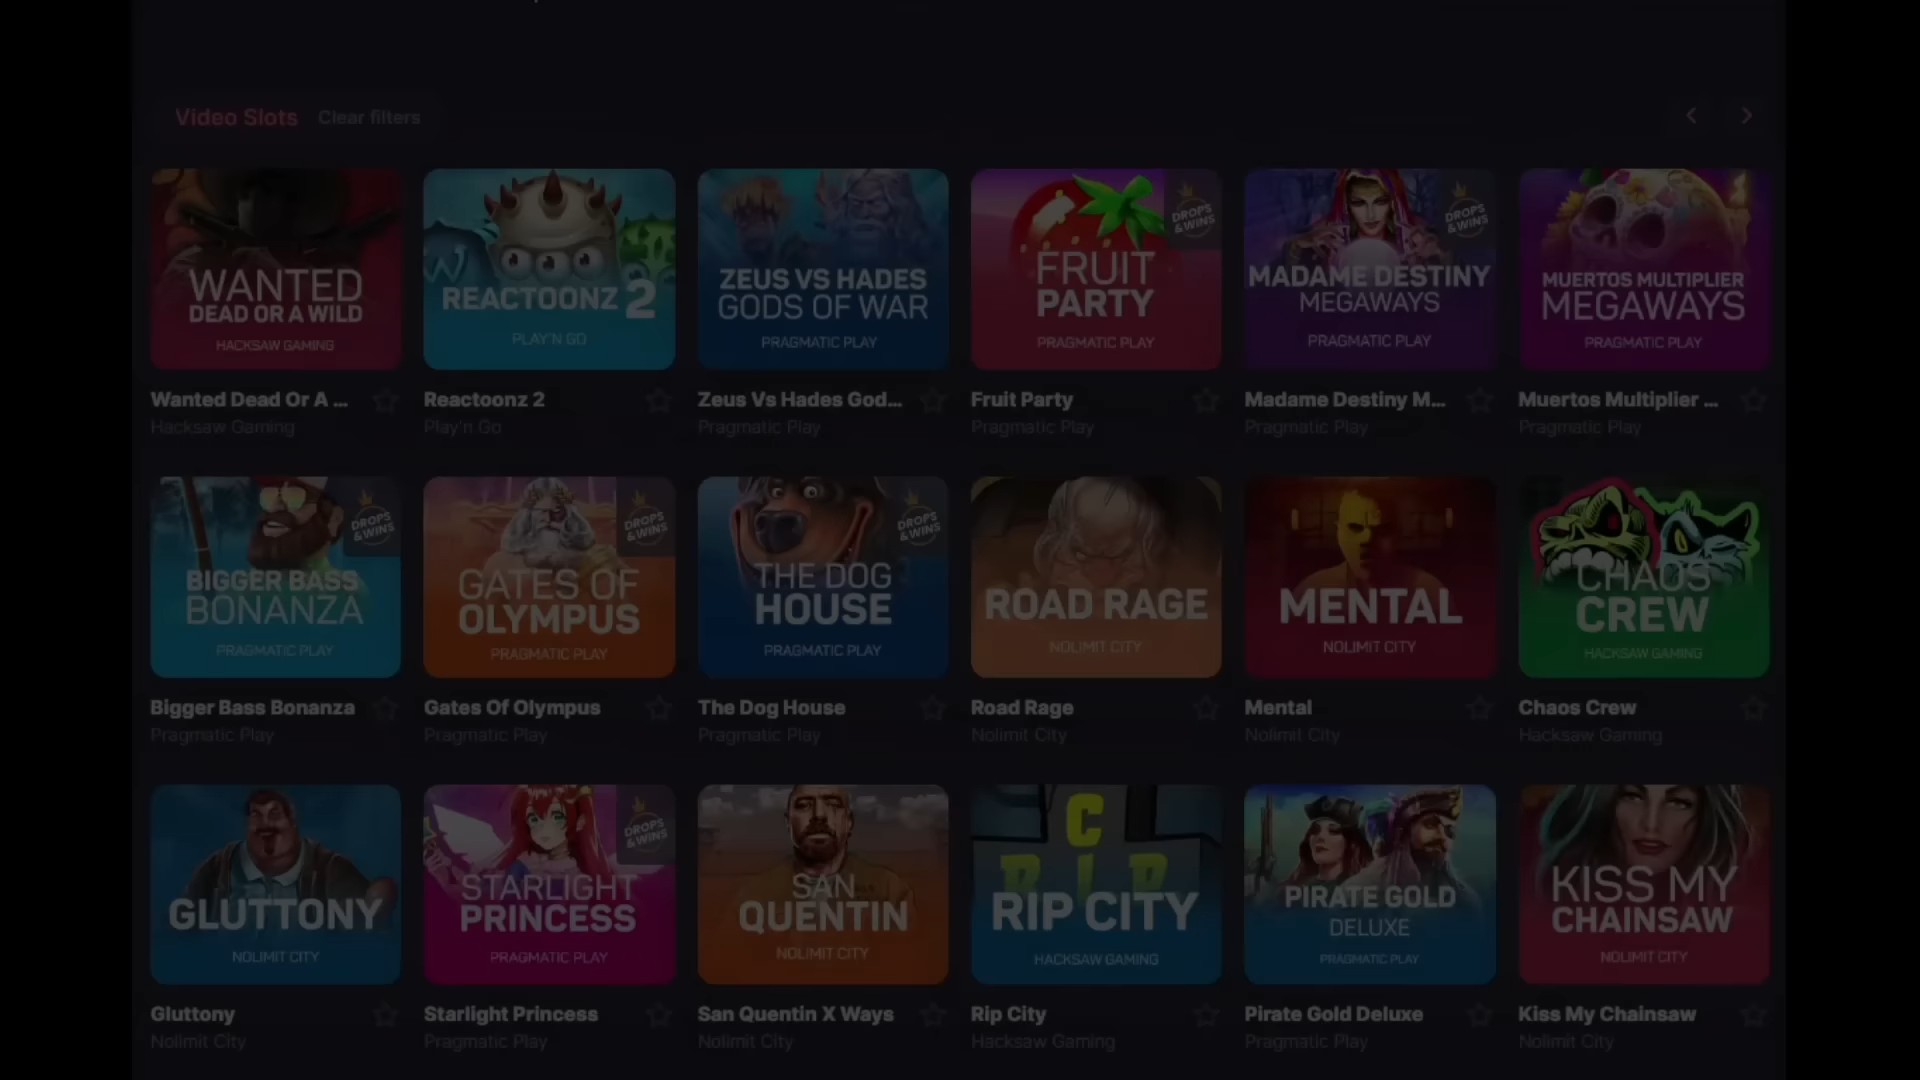 Video Slots Clear filters
WANTED
DEAD OR A WILD
HACKSAW GAMING
REACTOONZ 2
PLAY'N GO
ZEUS VS HADES
GODS OF WAR
PRAGMATIC PLAY
DROPS
&WINS
FRUIT
PARTY
PRAGMATIC PLAY
DROPS
&WINS
MADAME DESTINY
MEGAWAYS
PRAGMATIC PLAY
MUERTOS MULTIPLIER
MEGAWAYS
PRAGMATIC PLAY
Wanted Dead Or A ...
Hacksaw Gaming
Reactoonz 2
Play'n Go
Zeus Vs Hades God...
Pragmatic Play
Fruit Party
Pragmatic Play
Madame Destiny M...
Pragmatic Play
Muertos Multiplier ...
Pragmatic Play
DROPS
&WINS
BIGGER BASS
BONANZA
PRAGMATIC PLAY
DROPS
&WINS
GATES OF
OLYMPUS
PRAGMATIC PLAY
DROPS
&WINS
THE DOG
HOUSE
PRAGMATIC PLAY
ROAD RAGE
NOLIMIT CITY
MENTAL
NOLIMIT CITY
CHAOS
CREW
HACKSAW GAMING
Bigger Bass Bonanza
Pragmatic Play
Gates Of Olympus
Pragmatic Play
The Dog House
Pragmatic Play
Road Rage
Nolimit City
Mental
Nolimit City
Chaos Crew
Hacksaw Gaming
GLUTTONY
NOLIMIT CITY
DROPS
&WINS
STARLIGHT
PRINCESS
PRAGMATIC PLAY
SAN
QUENTIN
NOLIMIT CITY
C
RIP
RIP CITY
HACKSAW GAMING
PIRATE GOLD
DELUXE
PRAGMATIC PLAY
KISS MY
CHAINSAW
NOLIMIT CITY
Gluttony
Nolimit City
Starlight Princess
Pragmatic Play
San Quentin X Ways
Nolimit City
Rip City
Hacksaw Gaming
Pirate Gold Deluxe
Pragmatic Play
Kiss My Chainsaw
Nolimit City